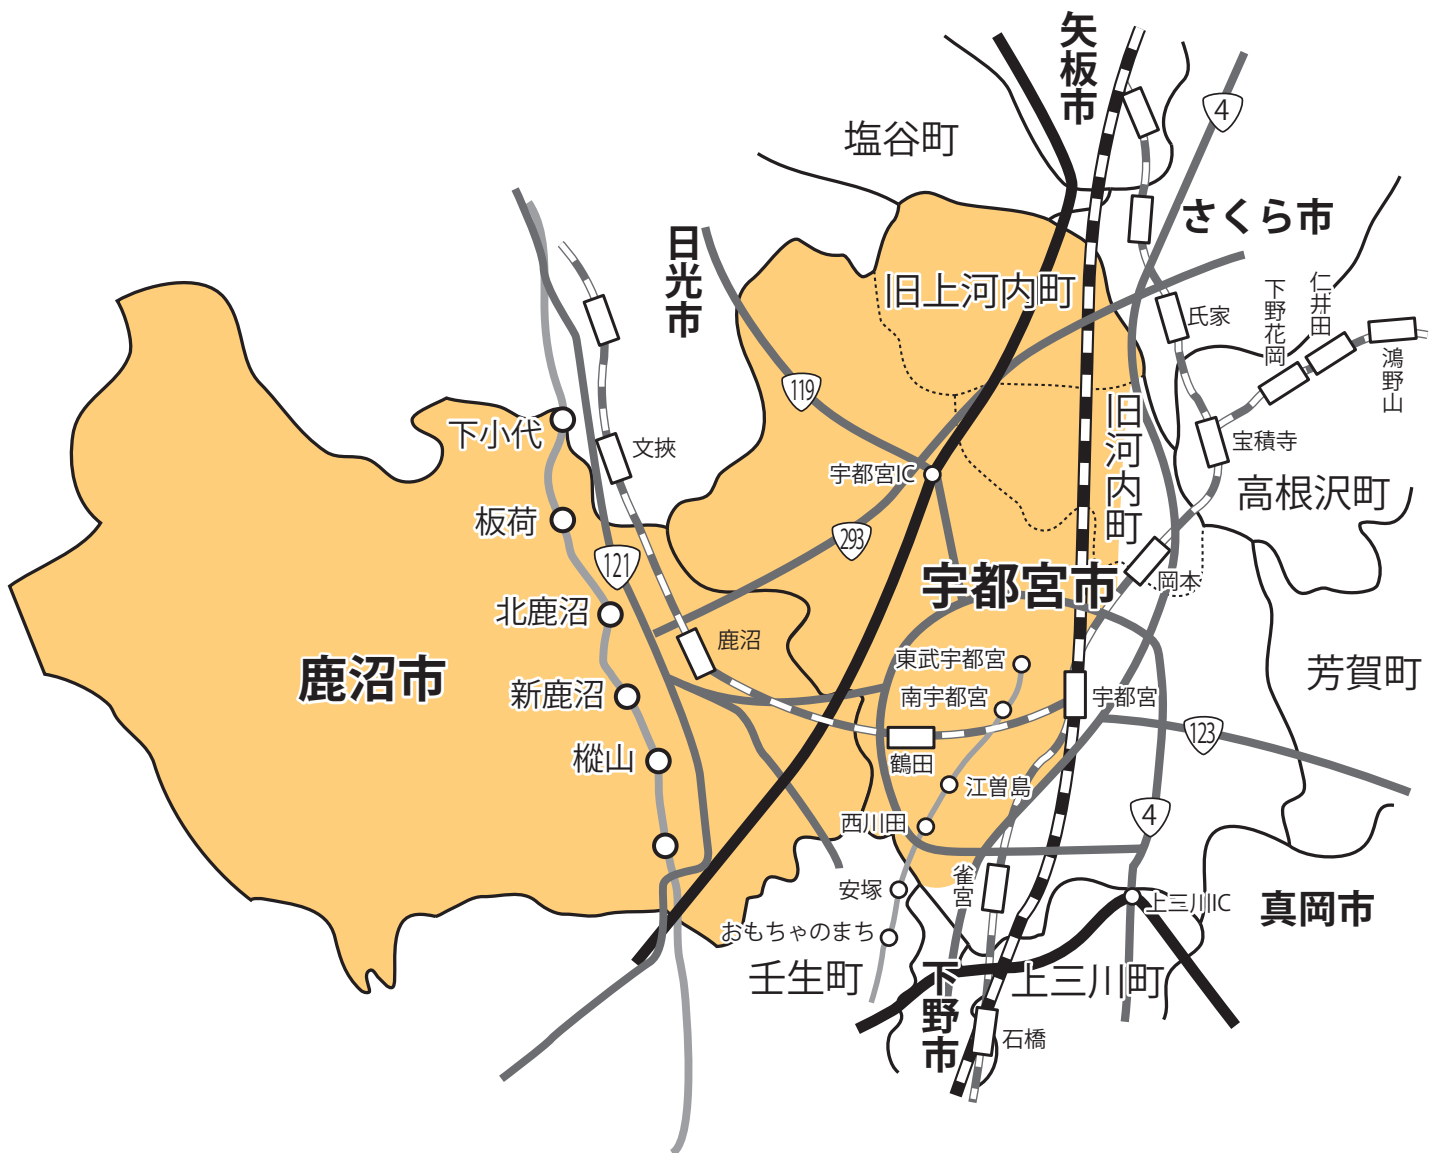 矢板市
塩谷町
4
さくら市
日光市
旧上河内町
氏家
下野花岡
仁井田
鴻野山
119
旧河内町
下小代
文挾
宇都宮IC
宝積寺
高根沢町
板荷
293
121
宇都宮市
岡本
北鹿沼
鹿沼
東武宇都宮
芳賀町
鹿沼市
新鹿沼
南宇都宮
宇都宮
123
樅山
鶴田
江曽島
西川田
4
雀宮
安塚
上三川IC
真岡市
おもちゃのまち
壬生町
下野市
上三川町
石橋